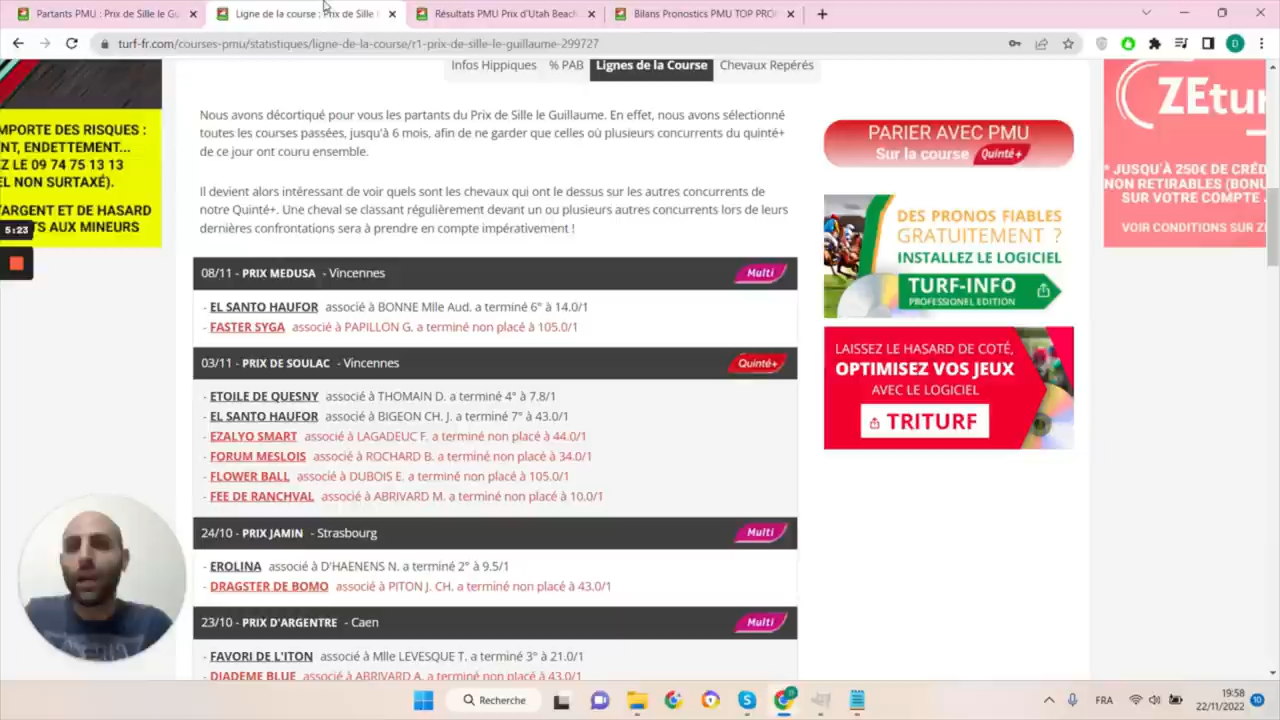 Partants PMU : Prix de Sille le Gu
Ligne de la course : Prix de Sille l
Résultats PMU Prix d'Utah Beach
Bilans Pronostics PMU TOP PRO
turf-fr.com/courses-pmu/statistiques/ligne-de-la-course/r1-prix-de-sille-le-guillaume-299727
D
Infos Hippiques
% PAB
Lignes de la Course
Chevaux Repérés
Nous avons décortiqué pour vous les partants du Prix de Sille le Guillaume. En effet, nous avons sélectionné
toutes les courses passées, jusqu'à 6 mois, afin de ne garder que celles où plusieurs concurrents du quinté+
de ce jour ont couru ensemble.
Il devient alors intéressant de voir quels sont les chevaux qui ont le dessus sur les autres concurrents de
notre Quinté+. Une cheval se classant régulièrement devant un ou plusieurs autres concurrents lors de leurs
dernières confrontations sera à prendre en compte impérativement !
08/11 - PRIX MEDUSA - Vincennes
Multi
- EL SANTO HAUFOR associé à BONNE Mlle Aud. a terminé 6° à 14.0/1
- FASTER SYGA associé à PAPILLON G. a terminé non placé à 105.0/1
03/11 - PRIX DE SOULAC - Vincennes
Quinté+
- ETOILE DE QUESNY associé à THOMAIN D. a terminé 4° à 7.8/1
- EL SANTO HAUFOR associé à BIGEON CH. J. a terminé 7° à 43.0/1
- EZALYO SMART associé à LAGADEUC F. a terminé non placé à 44.0/1
- FORUM MESLOIS associé à ROCHARD B. a terminé non placé à 34.0/1
- FLOWER BALL associé à DUBOIS E. a terminé non placé à 105.0/1
- FEE DE RANCHVAL associé à ABRIVARD M. a terminé non placé à 10.0/1
24/10 - PRIX JAMIN - Strasbourg
Multi
- EROLINA associé à D'HAENENS N. a terminé 2° à 9.5/1
- DRAGSTER DE BOMO associé à PITON J. CH. a terminé non placé à 43.0/1
23/10 - PRIX D'ARGENTRE - Caen
Multi
- FAVORI DE L'ITON associé à Mlle LEVESQUE T. a terminé 3° à 21.0/1
- DIADEME BLUE associé à ABRIVARD A. a terminé non placé à 43.0/1
MPORTE DES RISQUES :
NT, ENDETTEMENT...
Z LE 09 74 75 13 13
EL NON SURTAXÉ).
'ARGENT ET DE HASARD
TS AUX MINEURS
5:23
PARIER AVEC PMU
Sur la course Quinté+
DES PRONOS FIABLES
GRATUITEMENT ?
INSTALLEZ LE LOGICIEL
TURF-INFO
PROFESSIONEL EDITION
LAISSEZ LE HASARD DE COTÉ,
OPTIMISEZ VOS JEUX
AVEC LE LOGICIEL
TRITURF
ZEtur
* JUSQU'À 250€ DE CRÉD
NON RETIRABLES (BONU
SUR VOTRE COMPTE .
VOIR CONDITIONS SUR ZE
Recherche
FRA
19:58
22/11/2022
10